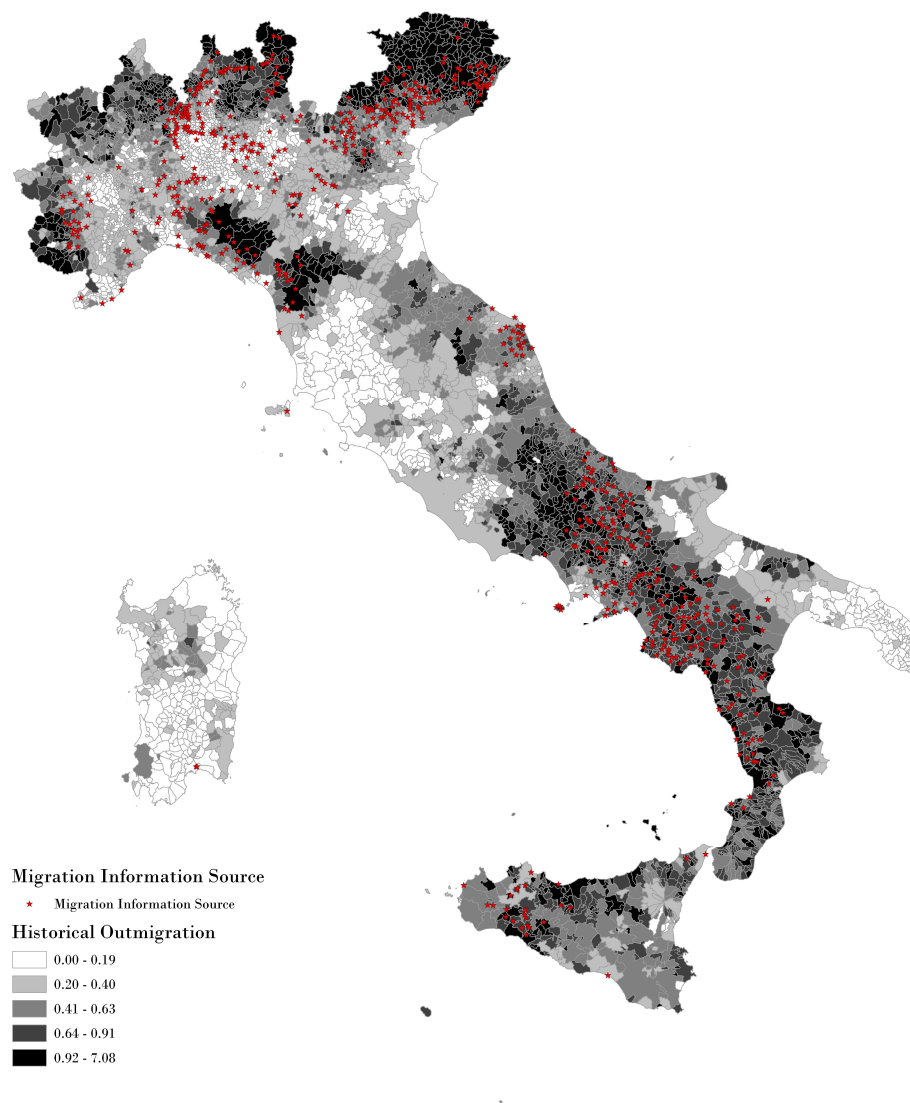 Migration Information Source
Migration Information Source
Historical Outmigration
0.00 - 0.19
0.20 - 0.40
0.41 - 0.63
0.64 - 0.91
0.92 - 7.08